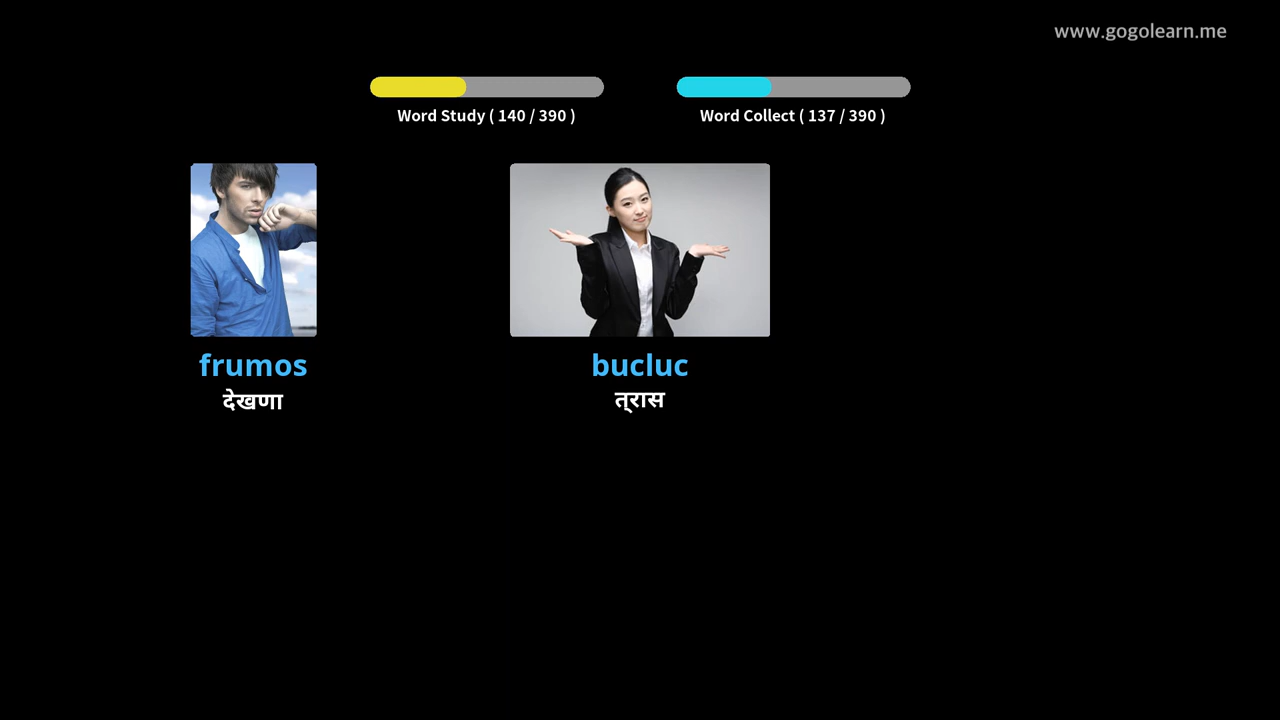 www.gogolearn.me
Word Study ( 140 / 390 )
Word Collect ( 137 / 390 )
frumos
देखणा
bucluc
त्रास